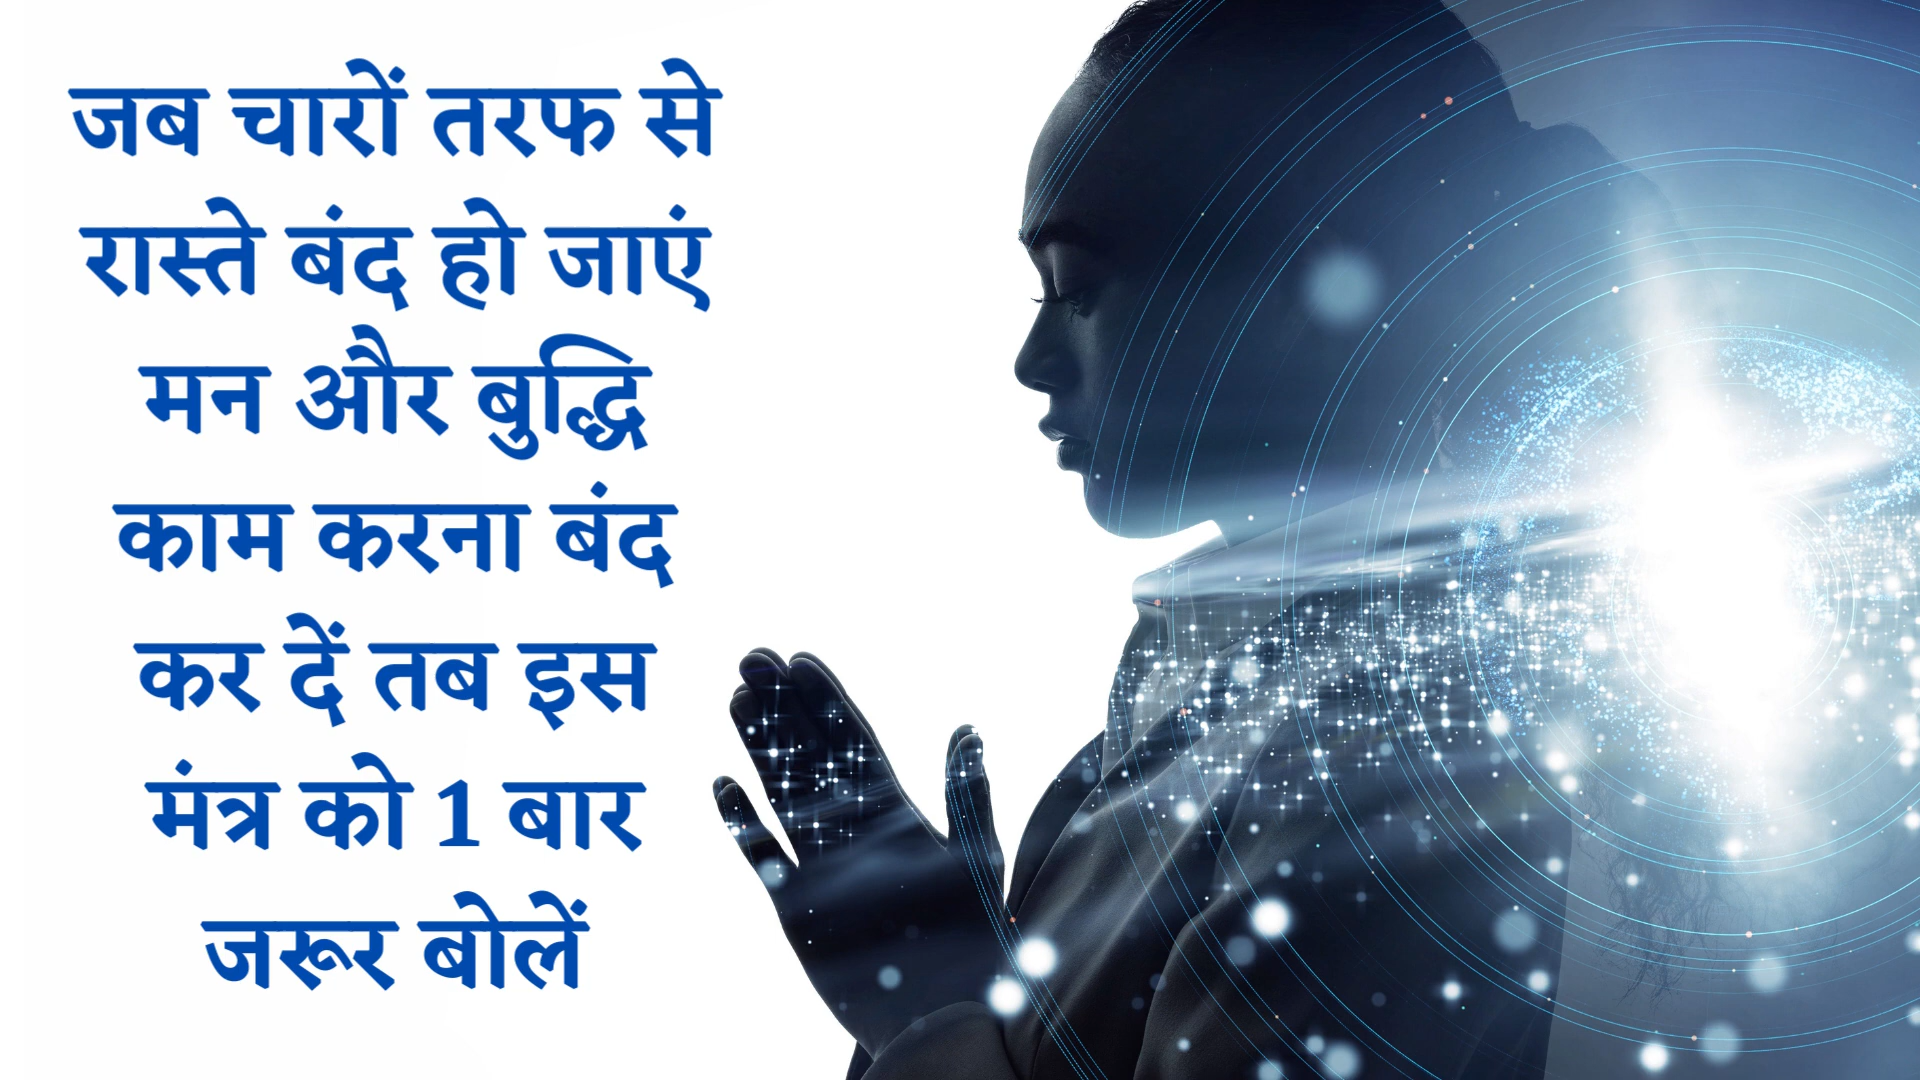 जब चारों तरफ से
रास्ते बंद हो जाएं
मन और बुद्धि
काम करना बंद
कर दें तब इस
मंत्र को 1 बार
जरूर बोलें